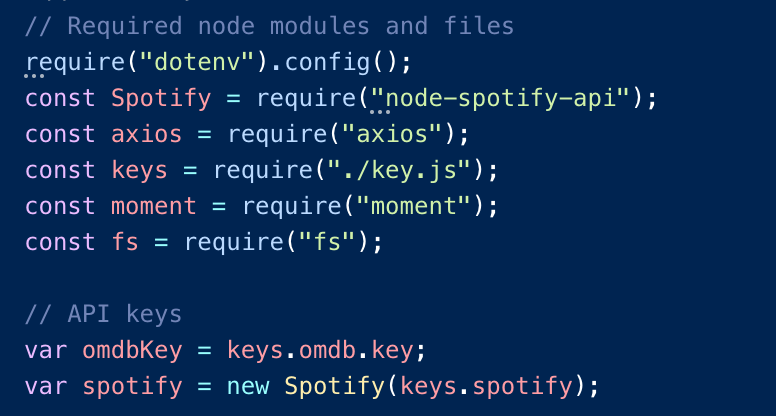 // Required node modules and files
require("dotenv").config();
const Spotify = require("node-spotify-api");
const axios = require("axios");
const keys = require("./key.js");
const moment = require("moment");
const fs = require("fs");
// API keys
var omdbKey = keys.omdb.key;
var spotify = new Spotify(keys.spotify);